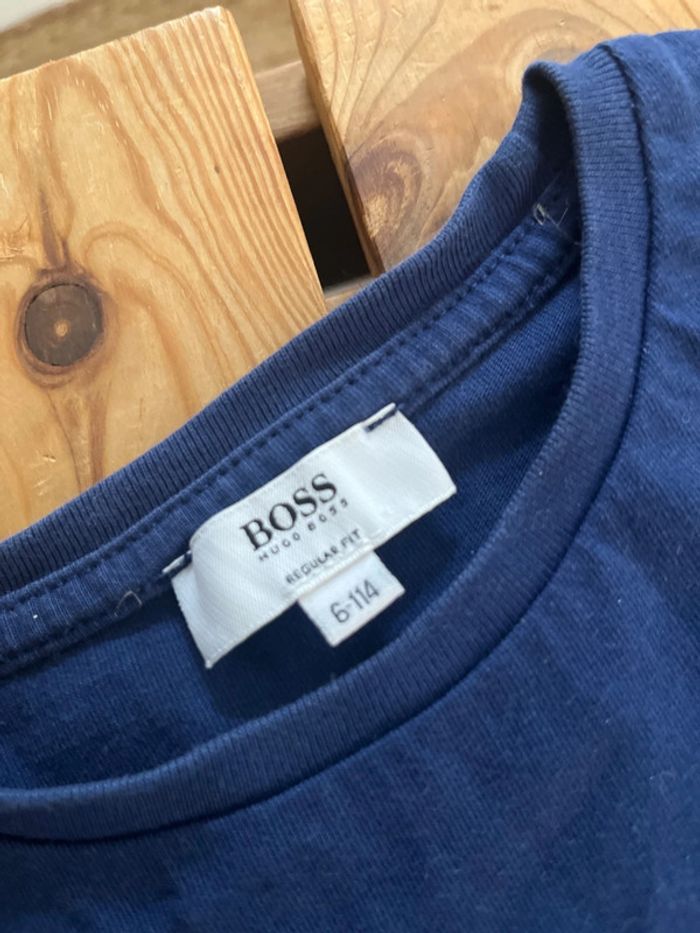 BOSS
HUGO BOSS
REGULAR FIT
6-114